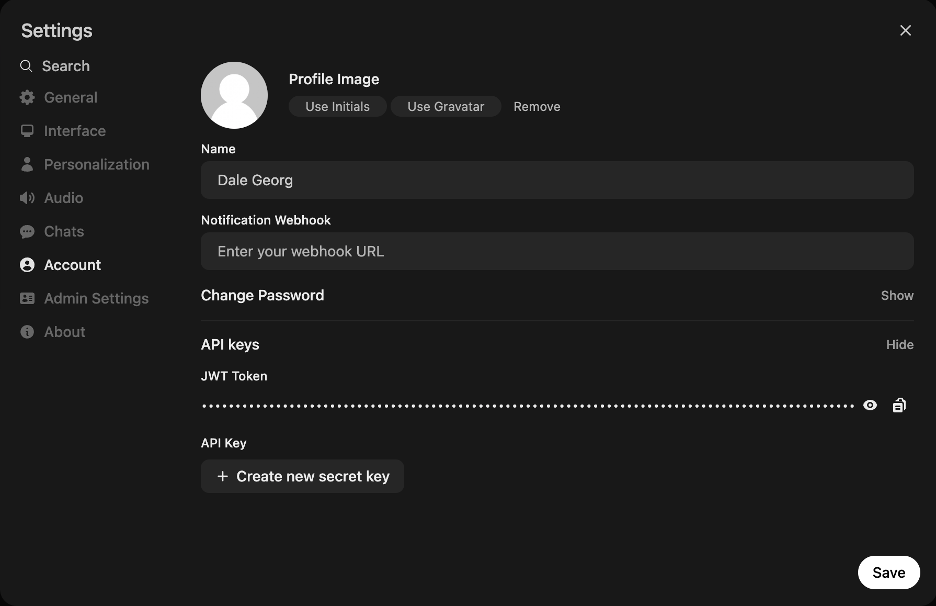 Settings
Search
General
Interface
Personalization
Audio
Chats
Account
Admin Settings
About
Profile Image
Use Initials Use Gravatar Remove
Name
Dale Georg
Notification Webhook
Enter your webhook URL
Change Password Show
API keys Hide
JWT Token
API Key
+ Create new secret key
Save